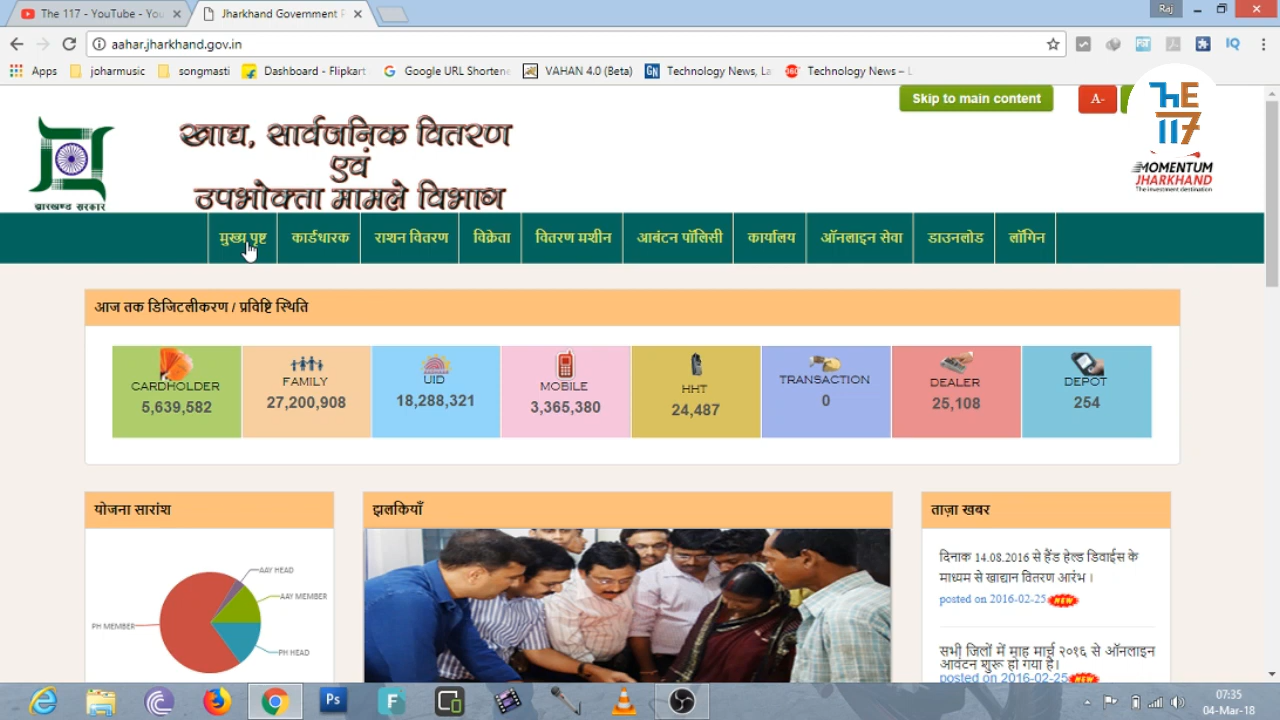 The 117 - YouTube - You
Jharkhand Government
Raj
aahar.jharkhand.gov.in
Apps
joharmusic
songmasti
Dashboard - Flipkart
Google URL Shortene
VAHAN 4.0 (Beta)
Technology News, La
Technology News – L
Skip to main content
A-
THE
117
MOMENTUM
JHARKHAND
The investment destination
झारखण्ड सरकार
खाद्य, सार्वजनिक वितरण
एवं
उपभोक्ता मामले विभाग
मुख्य पृष्ट
कार्डधारक
राशन वितरण
विक्रेता
वितरण मशीन
आबंटन पॉलिसी
कार्यालय
ऑनलाइन सेवा
डाउनलोड
लॉगिन
आज तक डिजिटलीकरण / प्रविष्टि स्थिति
CARDHOLDER
5,639,582
FAMILY
27,200,908
UID
18,288,321
MOBILE
3,365,380
HHT
24,487
TRANSACTION
0
DEALER
25,108
DEPOT
254
योजना सारांश
AAY HEAD
AAY MEMBER
PH MEMBER
PH HEAD
झलकियाँ
ताज़ा खबर
दिनाक 14.08.2016 से हैंड हेल्ड डिवाईस के
माध्यम से खाद्यान वितरण आरंभ ।
posted on 2016-02-25 NEW
सभी जिलों में माह मार्च २०१६ से ऑनलाइन
आवंटन शुरू हो गया है।
posted on 2016-02-25 NEW
07:35
04-Mar-18